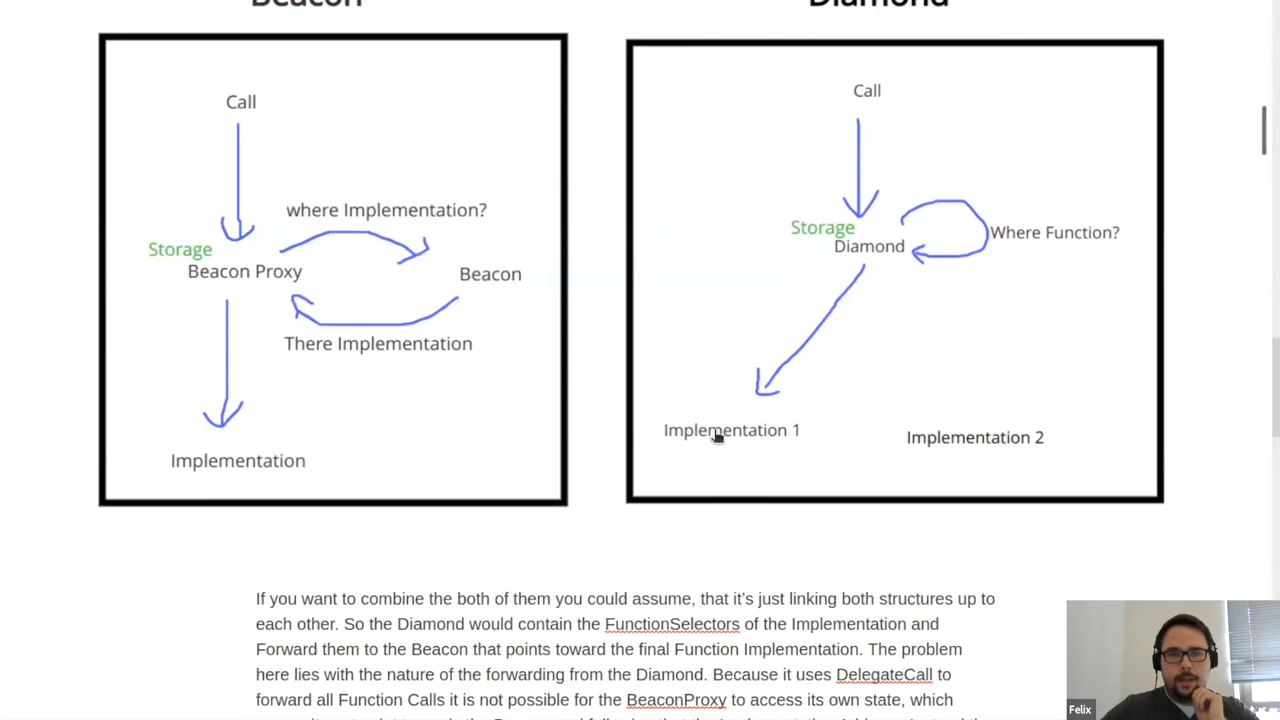 Beacon
Diamond
Call
where Implementation?
Storage
Beacon Proxy
Beacon
There Implementation
Implementation
Call
Storage
Diamond
Where Function?
Implementation 1
Implementation 2
If you want to combine the both of them you could assume, that it’s just linking both structures up to
each other. So the Diamond would contain the FunctionSelectors of the Implementation and
Forward them to the Beacon that points toward the final Function Implementation. The problem
here lies with the nature of the forwarding from the Diamond. Because it uses DelegateCall to
forward all Function Calls it is not possible for the BeaconProxy to access its own state, which
Felix